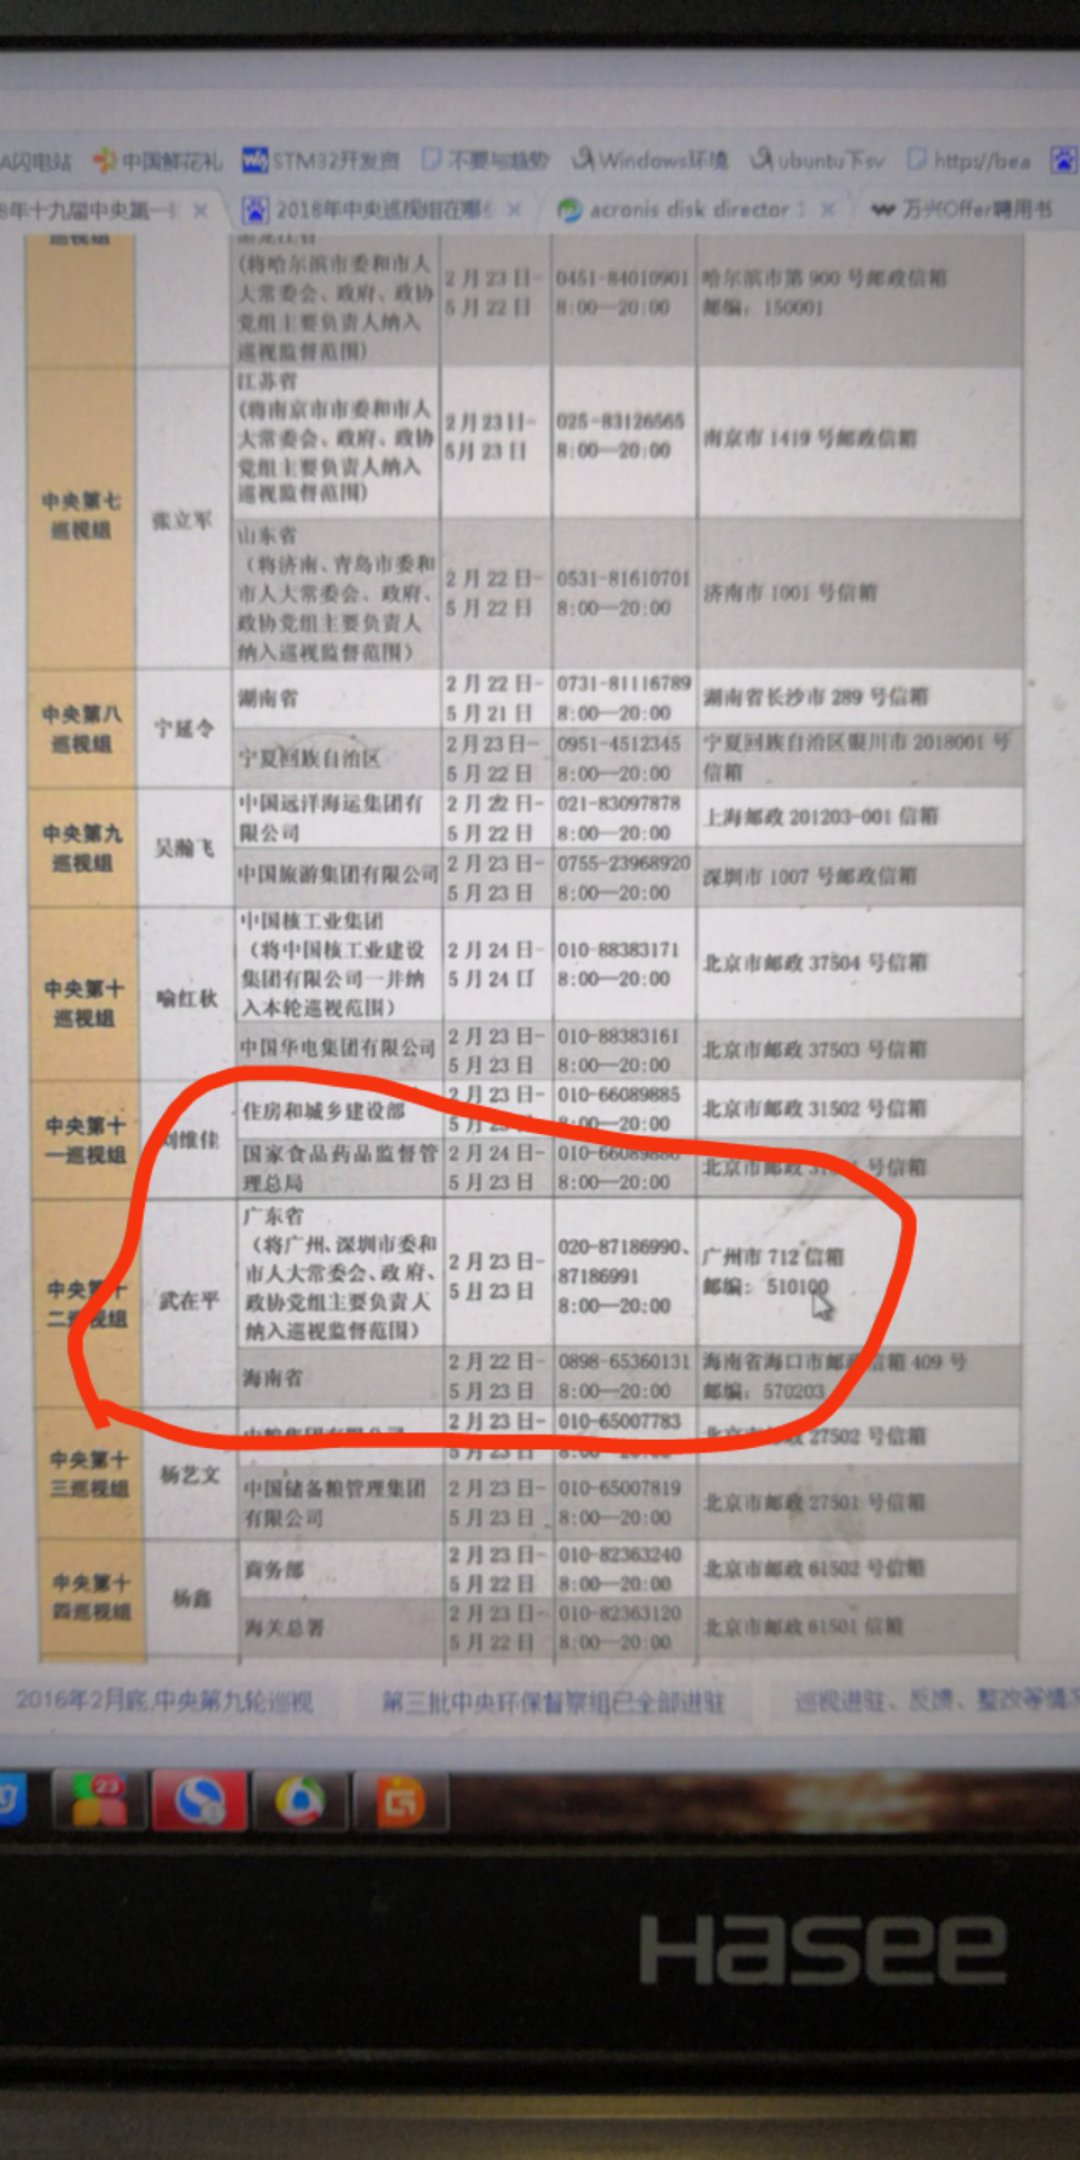 A闪电站 中国鲜花礼 STM32开发资 不要与趋势 Windows环境 ubuntu下sv https//bea
8年十九届中央第一 2018年中央巡视组在哪 acronis disk director 1 万兴Offer聘用书
巡视组
黑龙江省
(将哈尔滨市委和市人
大常委会、政府、政协
党组主要负责人纳入
巡视监督范围)
2月23日-
5月22日
0451-84010901
8:00—20:00
哈尔滨市第900号邮政信箱
邮编：150001
中央第七
巡视组
张立军
江苏省
(将南京市市委和市人
大常委会、政府、政协
党组主要负责人纳入
巡视监督范围)
2月23日-
5月23日
025-83126565
8:00—20:00
南京市1419号邮政信箱
山东省
（将济南、青岛市委和
市人大常委会、政府、
政协党组主要负责人
纳入巡视监督范围）
2月22日-
5月22日
0531-81610701
8:00—20:00
济南市1001号信箱
中央第八
巡视组
宁延令
湖南省
2月22日-
5月21日
0731-81116789
8:00—20:00
湖南省长沙市289号信箱
宁夏回族自治区
2月23日-
5月22日
0951-4512345
8:00—20:00
宁夏回族自治区银川市2018001号
信箱
中央第九
巡视组
吴瀚飞
中国远洋海运集团有
限公司
2月22日-
5月22日
021-83097878
8:00—20:00
上海邮政201203-001信箱
中国旅游集团有限公司
2月23日-
5月23日
0755-23968920
8:00—20:00
深圳市1007号邮政信箱
中央第十
巡视组
喻红秋
中国核工业集团
（将中国核工业建设
集团有限公司一并纳
入本轮巡视范围）
2月24日-
5月24日
010-88383171
8:00—20:00
北京市邮政37504号信箱
中国华电集团有限公司
2月23日-
5月23日
010-88383161
8:00—20:00
北京市邮政37503号信箱
中央第十
一巡视组
刘维佳
住房和城乡建设部
2月23日-
5月23日
010-66089885
8:00—20:00
北京市邮政31502号信箱
国家食品药品监督管
理总局
2月24日-
5月23日
010-66089886
8:00—20:00
北京市邮政 号信箱
中央第十
二巡视组
武在平
广东省
（将广州、深圳市委和
市人大常委会、政府、
政协党组主要负责人
纳入巡视监督范围）
2月23日-
5月23日
020-87186990、
87186991
8:00—20:00
广州市712信箱
邮编：510100
海南省
2月22日-
5月23日
0898-65360131
8:00—20:00
海南省海口市邮政信箱409号
邮编：570203
中央第十
三巡视组
杨艺文
中粮集团有限公司
2月23日-
5月23日
010-65007783
8:00—20:00
北京市邮政27502号信箱
中国储备粮管理集团
有限公司
2月23日-
5月23日
010-65007819
8:00—20:00
北京市邮政27501号信箱
中央第十
四巡视组
杨鑫
商务部
2月23日-
5月22日
010-82363240
8:00—20:00
北京市邮政61502号信箱
海关总署
2月23日-
5月22日
010-82363120
8:00—20:00
北京市邮政61501信箱
2016年2月底,中央第九轮巡视 第三批中央环保督察组已全部进驻 巡视进驻、反馈、整改等情况
23
Hasee